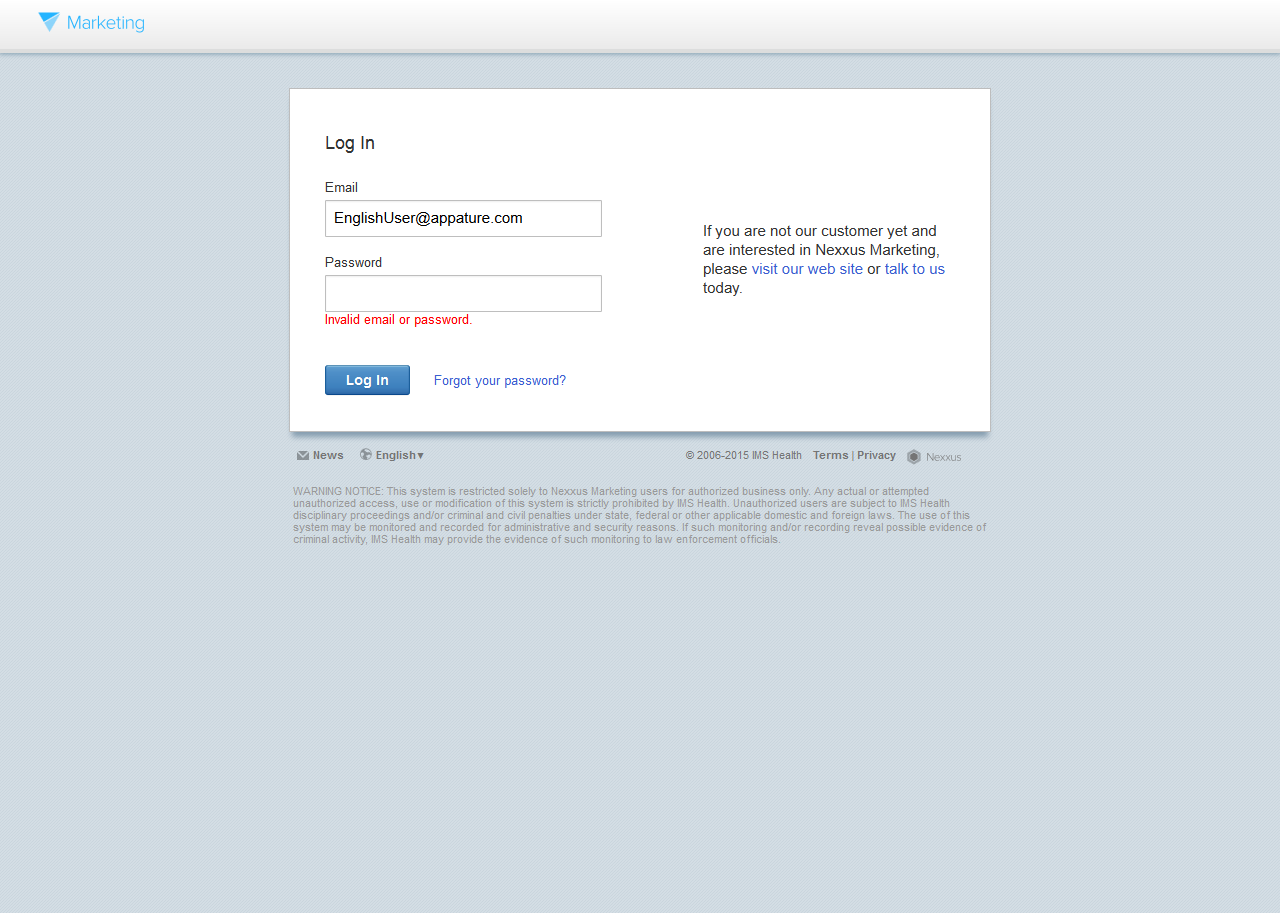 Marketing
Log In
Email
EnglishUser@appature.com
Password
Invalid email or password.
Log In
Forgot your password?
If you are not our customer yet and
are interested in Nexxus Marketing,
please visit our web site or talk to us
today.
News
English▾
© 2006-2015 IMS Health
Terms | Privacy
Nexxus
WARNING NOTICE: This system is restricted solely to Nexxus Marketing users for authorized business only. Any actual or attempted
unauthorized access, use or modification of this system is strictly prohibited by IMS Health. Unauthorized users are subject to IMS Health
disciplinary proceedings and/or criminal and civil penalties under state, federal or other applicable domestic and foreign laws. The use of this
system may be monitored and recorded for administrative and security reasons. If such monitoring and/or recording reveal possible evidence of
criminal activity, IMS Health may provide the evidence of such monitoring to law enforcement officials.